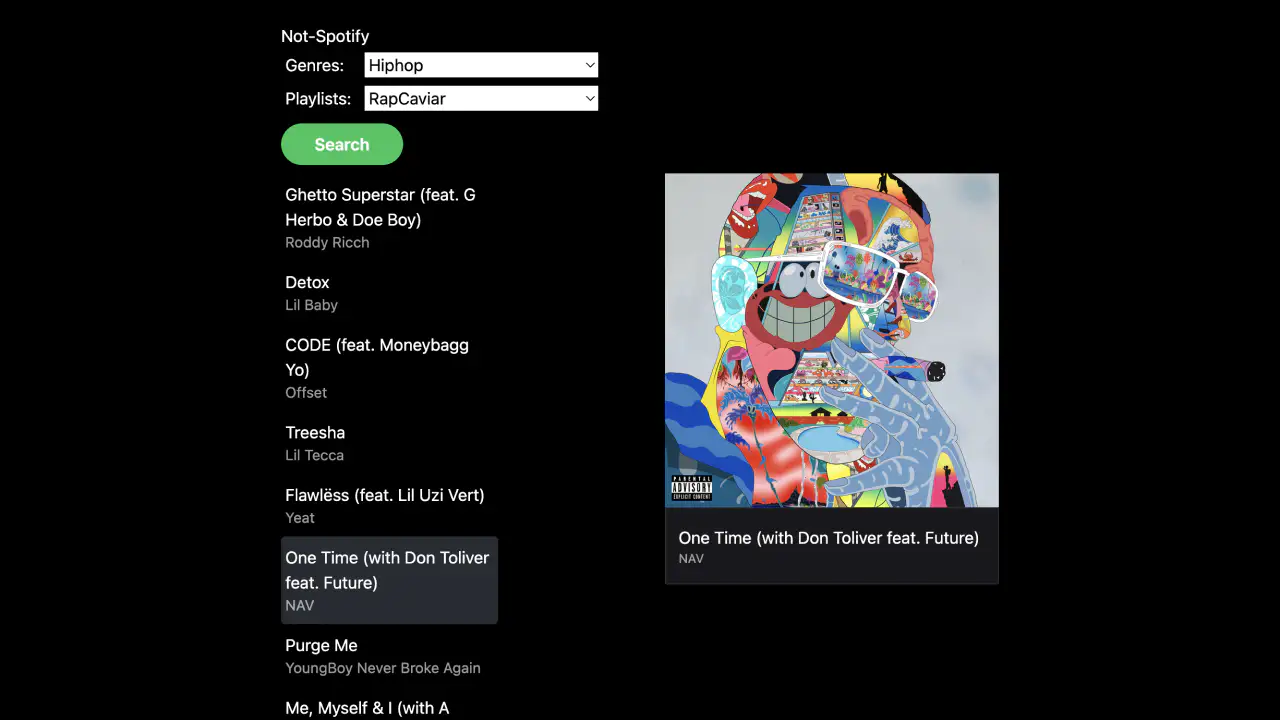 Not-Spotify
Genres: Hiphop
Playlists: RapCaviar
Search
Ghetto Superstar (feat. G
Herbo & Doe Boy)
Roddy Ricch
Detox
Lil Baby
CODE (feat. Moneybagg
Yo)
Offset
Treesha
Lil Tecca
Flawlëss (feat. Lil Uzi Vert)
Yeat
One Time (with Don Toliver
feat. Future)
NAV
Purge Me
YoungBoy Never Broke Again
Me, Myself & I (with A
PARENTAL
ADVISORY
EXPLICIT CONTENT
One Time (with Don Toliver feat. Future)
NAV